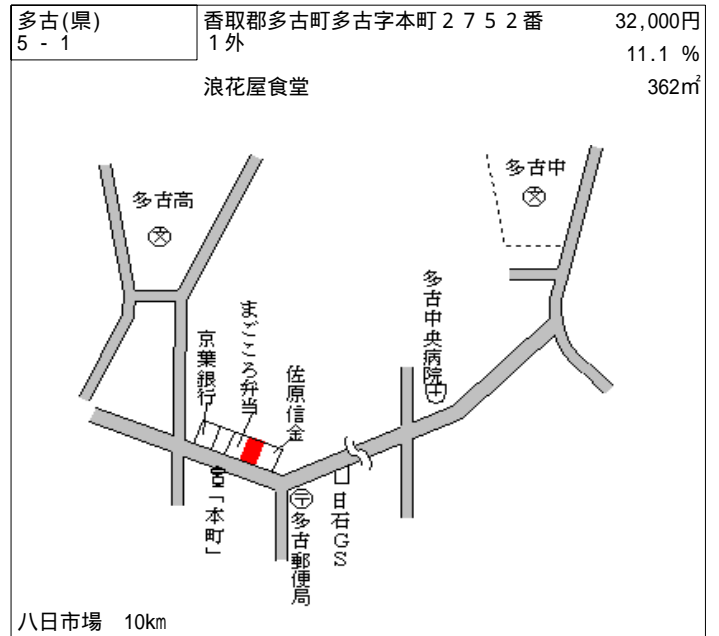 多古(県)
5 - 1
香取郡多古町多古字本町２７５２番
１外
32,000円
11.1 %
浪花屋食堂
362㎡
多古高
多古中
多古中央病院
まごころ弁当
京葉銀行
佐原信金
「本町」
多古郵便局
日石ＧＳ
八日市場 10km